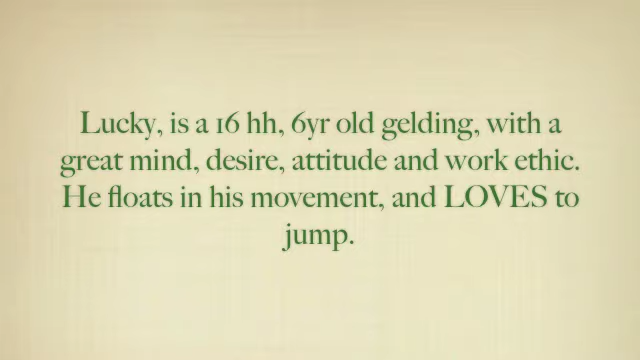 Lucky, is a 16 hh, 6yr old gelding, with a
great mind, desire, attitude and work ethic.
He floats in his movement, and LOVES to
jump.